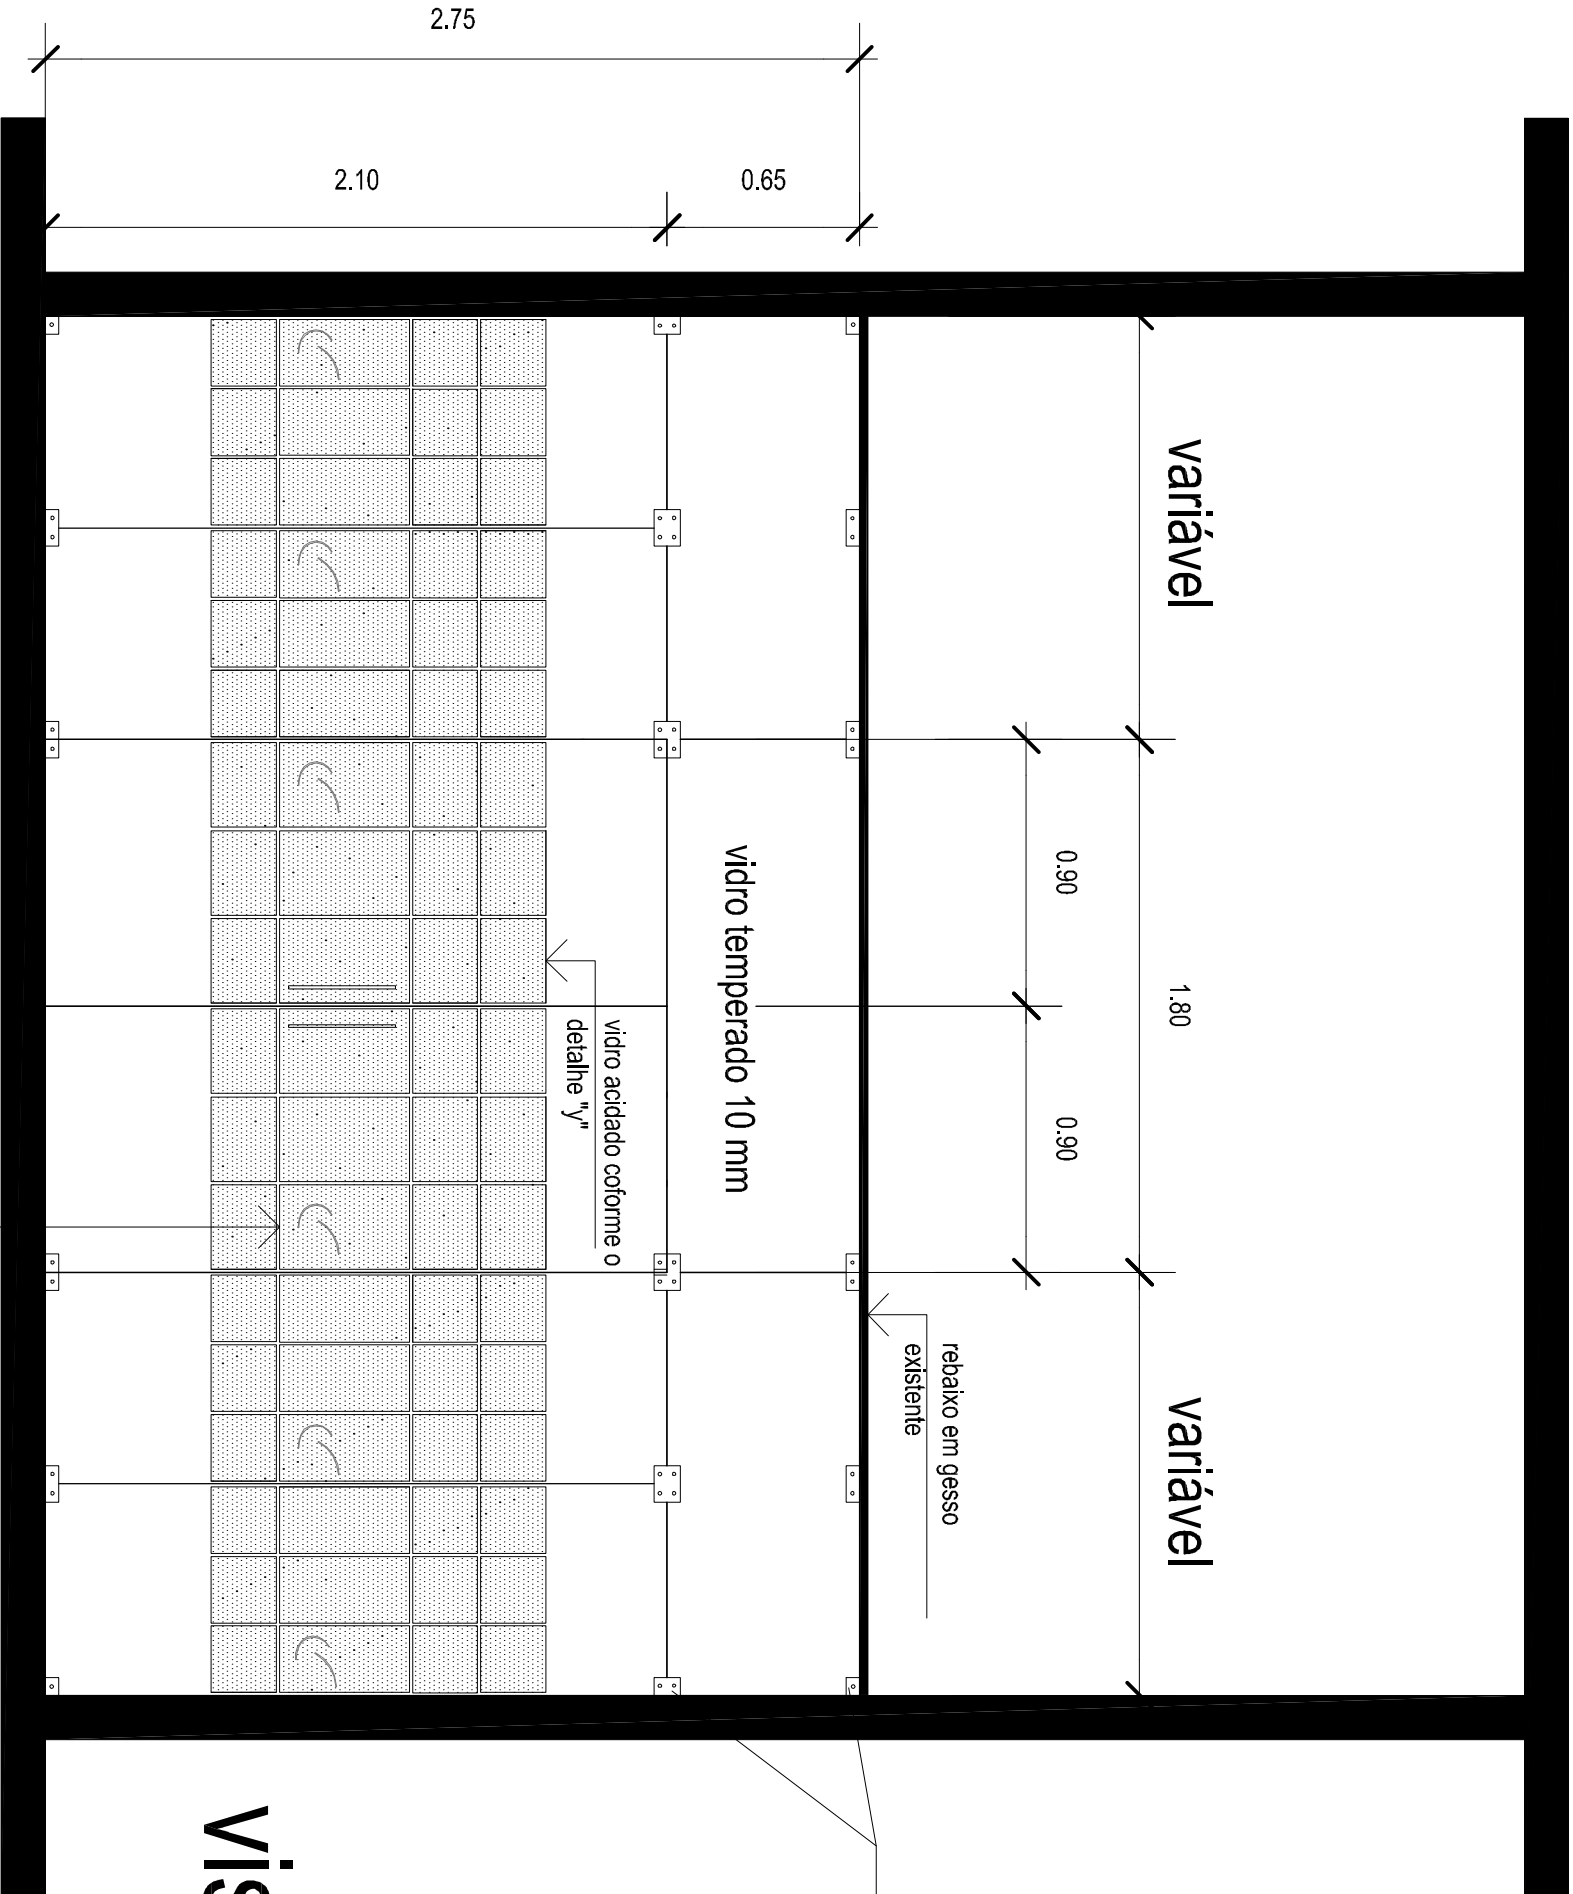 2.75
2.10
0.65
variável
0.90
1.80
0.90
variável
vidro temperado 10 mm
vidro acidado coforme o
detalhe "y"
rebaixo em gesso
existente
vis